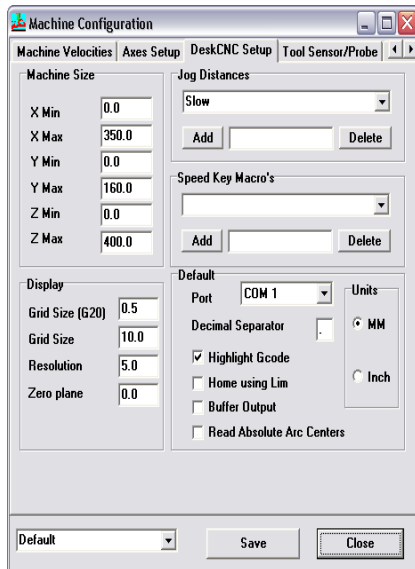 Machine Configuration
Machine Velocities Axes Setup DeskCNC Setup Tool Sensor/Probe
Machine Size
X Min 0.0
X Max 350.0
Y Min 0.0
Y Max 160.0
Z Min 0.0
Z Max 400.0
Jog Distances
Slow
Add Delete
Speed Key Macro's
Add Delete
Display
Grid Size (G20) 0.5
Grid Size 10.0
Resolution 5.0
Zero plane 0.0
Default
Port COM 1
Decimal Separator .
Highlight Gcode
Home using Lim
Buffer Output
Read Absolute Arc Centers
Units
MM
Inch
Default Save Close